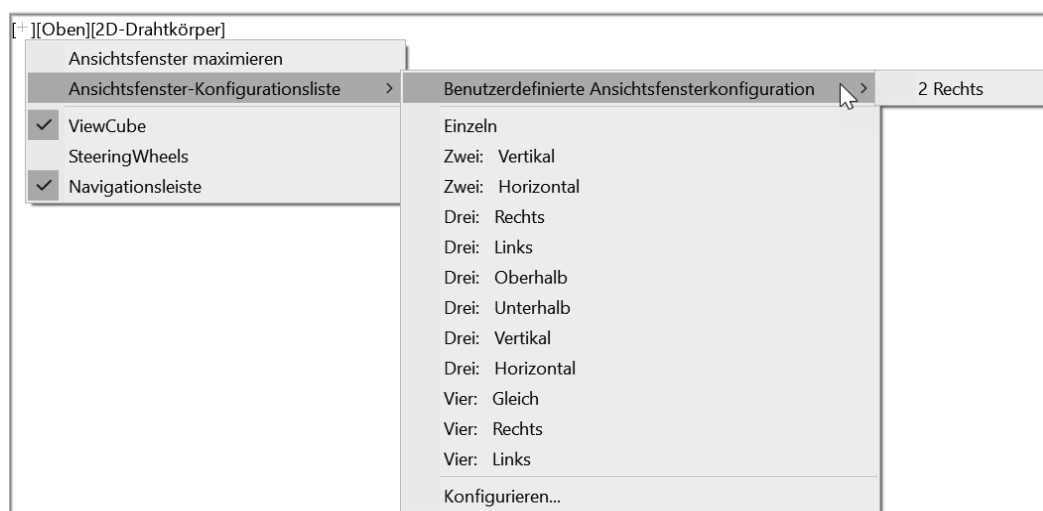 [+][Oben][2D-Drahtkörper]
Ansichtsfenster maximieren
Ansichtsfenster-Konfigurationsliste >
ViewCube
SteeringWheels
Navigationsleiste
Benutzerdefinierte Ansichtsfensterkonfiguration >
Einzeln
Zwei: Vertikal
Zwei: Horizontal
Drei: Rechts
Drei: Links
Drei: Oberhalb
Drei: Unterhalb
Drei: Vertikal
Drei: Horizontal
Vier: Gleich
Vier: Rechts
Vier: Links
Konfigurieren...
2 Rechts